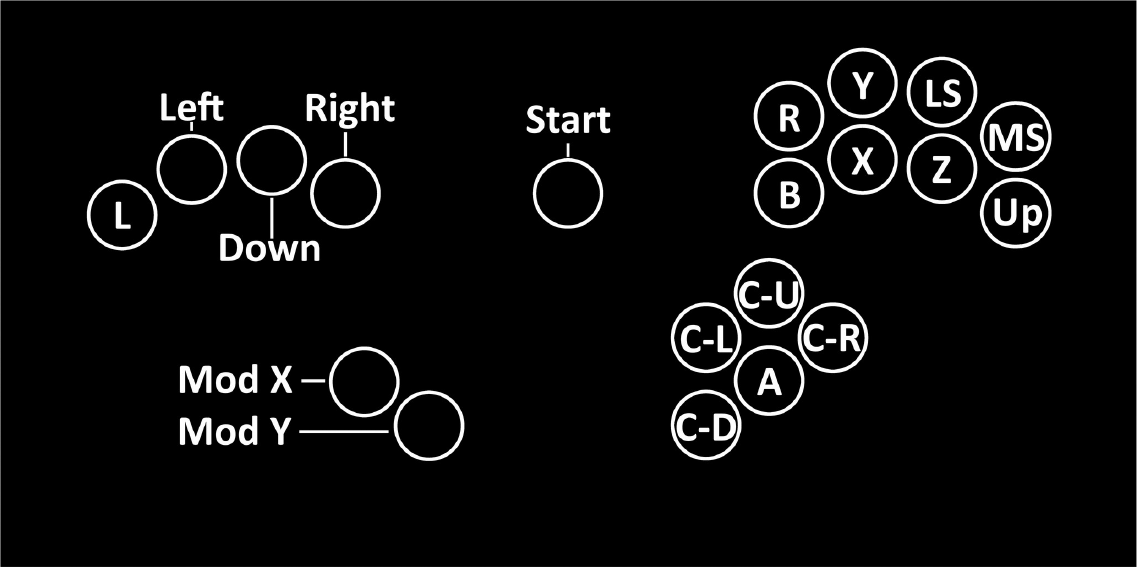 Left
Right
L
Down
Start
R
Y
LS
MS
B
X
Z
Up
C-U
C-L
C-R
A
C-D
Mod X
Mod Y